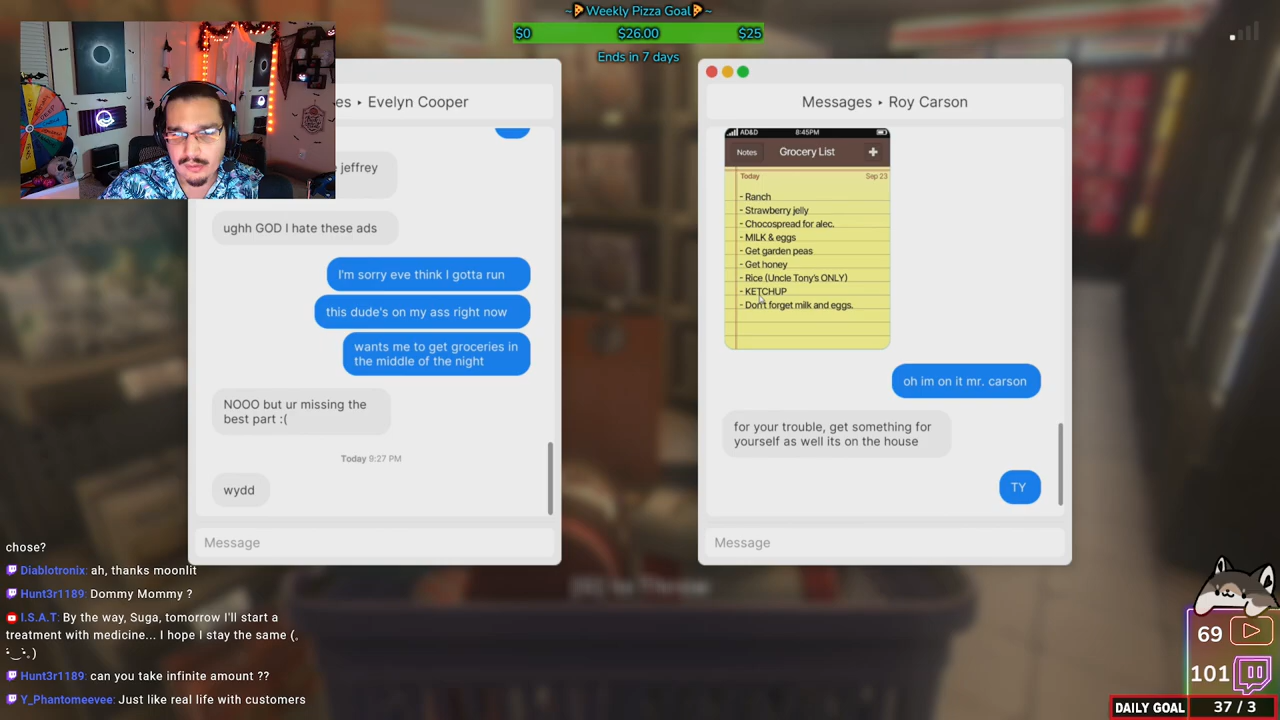 ~🍕Weekly Pizza Goal🍕~
$0 $26.00 $25
Ends in 7 days
es ▸ Evelyn Cooper
jeffrey
ughh GOD I hate these ads
I'm sorry eve think I gotta run
this dude's on my ass right now
wants me to get groceries in
the middle of the night
NOOO but ur missing the
best part :(
Today 9:27 PM
wydd
Message
Messages ▸ Roy Carson
AD&D 8:45PM
Notes Grocery List +
Today Sep 23
- Ranch
- Strawberry jelly
- Chocospread for alec.
- MILK & eggs
- Get garden peas
- Get honey
- Rice (Uncle Tony's ONLY)
- KETCHUP
- Don't forget milk and eggs.
oh im on it mr. carson
for your trouble, get something for
yourself as well its on the house
TY
Message
chose?
Diablotronix: ah, thanks moonlit
Hunt3r1189: Dommy Mommy ?
I.S.A.T: By the way, Suga, tomorrow I'll start a
treatment with medicine... I hope I stay the same (.
Hunt3r1189: can you take infinite amount ??
Y_Phantomeevee: Just like real life with customers
69
101
DAILY GOAL 37 / 3